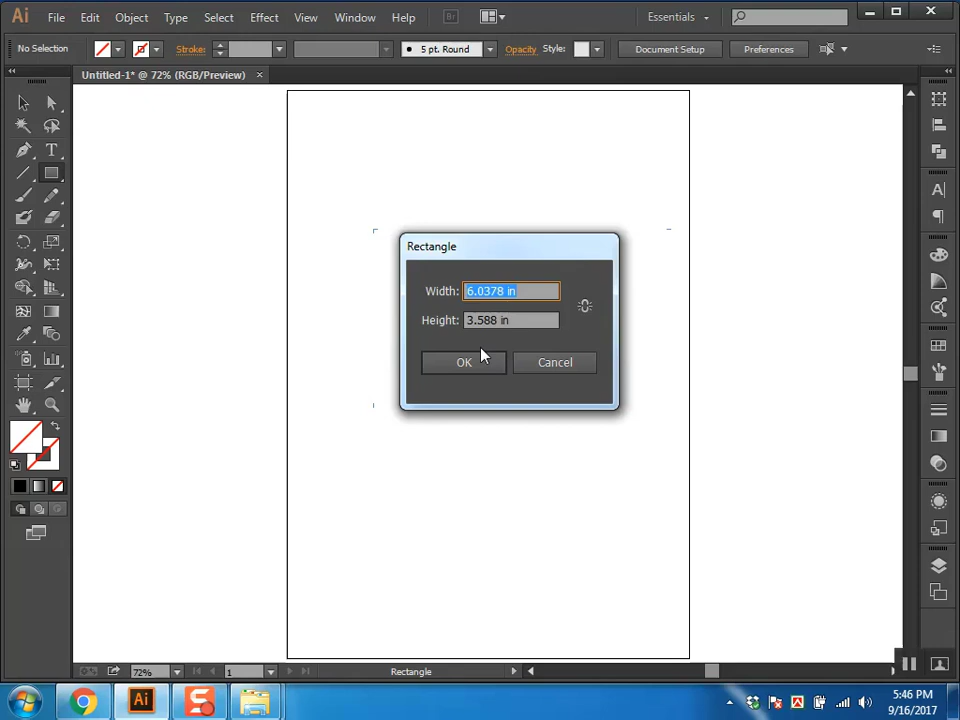 Ai File Edit Object Type Select Effect View Window Help Br Essentials
No Selection Stroke: 5 pt. Round Opacity Style: Document Setup Preferences
Untitled-1* @ 72% (RGB/Preview) ×
T
A
Rectangle
Width: 6.0378 in
Height: 3.588 in
OK Cancel
72% 1 Rectangle
Ai S 5:46 PM
9/16/2017